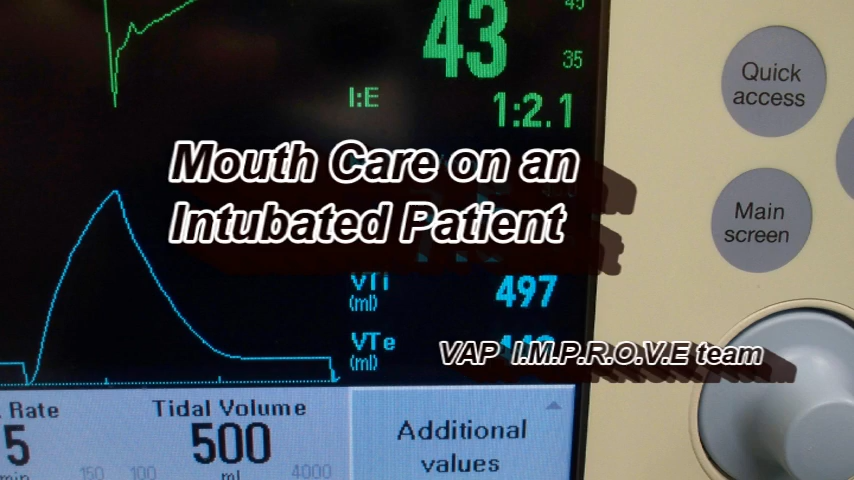 45
43
35
I:E
1:2.1
Quick
access
Mouth Care on an
Intubated Patient
Main
screen
VTi
(ml)
497
VTe
(ml)
VAP I.M.P.R.O.V.E team
Rate
5
Tidal Volume
500
150
100
ml
4000
Additional
values